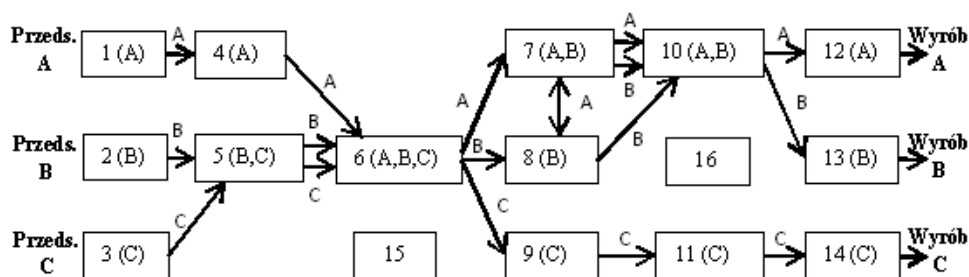 Przeds.
A
1 (A)
A
4 (A)
A
Przeds.
B
2 (B)
B
5 (B,C)
B
C
6 (A,B,C)
Przeds.
C
3 (C)
C
15
A
B
C
7 (A,B)
A
B
10 (A,B)
A
12 (A)
Wyrób
A
A
8 (B)
B
16
B
13 (B)
Wyrób
B
9 (C)
C
11 (C)
C
14 (C)
Wyrób
C